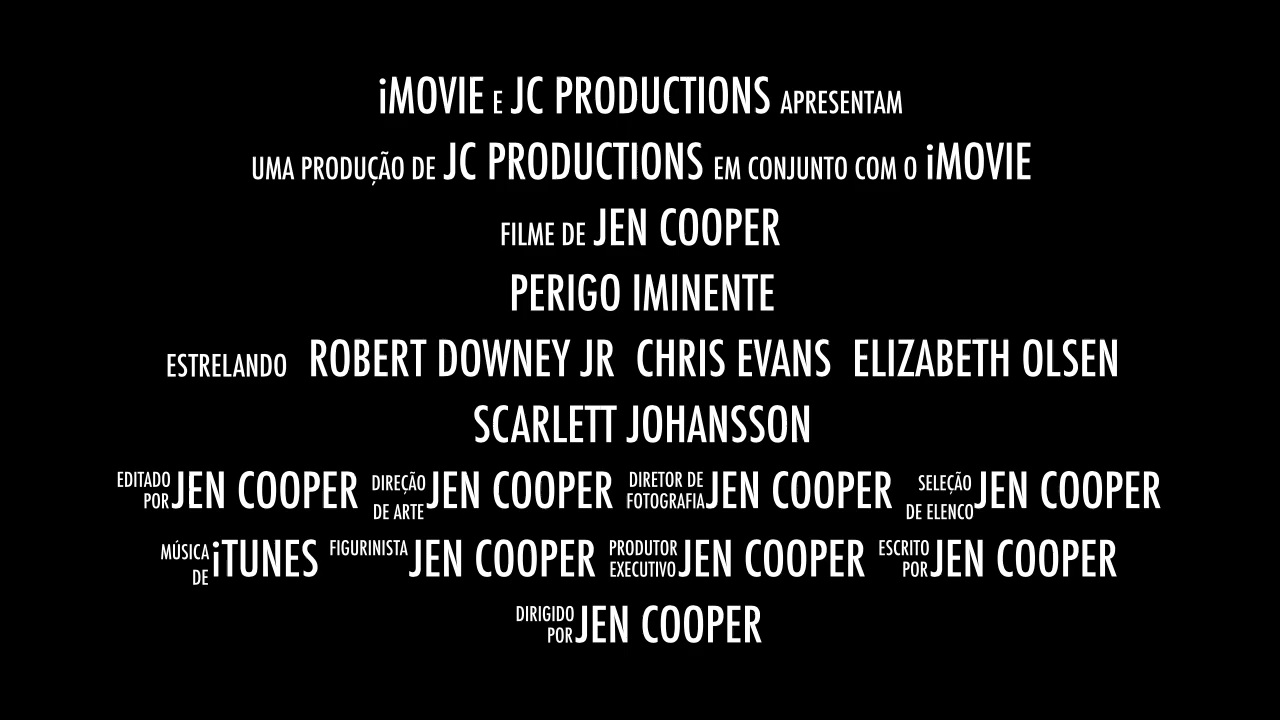 iMOVIE E JC PRODUCTIONS APRESENTAM
UMA PRODUÇÃO DE JC PRODUCTIONS EM CONJUNTO COM O iMOVIE
FILME DE JEN COOPER
PERIGO IMINENTE
ESTRELANDO ROBERT DOWNEY JR CHRIS EVANS ELIZABETH OLSEN
SCARLETT JOHANSSON
EDITADO POR JEN COOPER DIREÇÃO DE ARTE JEN COOPER DIRETOR DE FOTOGRAFIA JEN COOPER SELEÇÃO DE ELENCO JEN COOPER
MÚSICA DE iTUNES FIGURINISTA JEN COOPER PRODUTOR EXECUTIVO JEN COOPER ESCRITO POR JEN COOPER
DIRIGIDO POR JEN COOPER